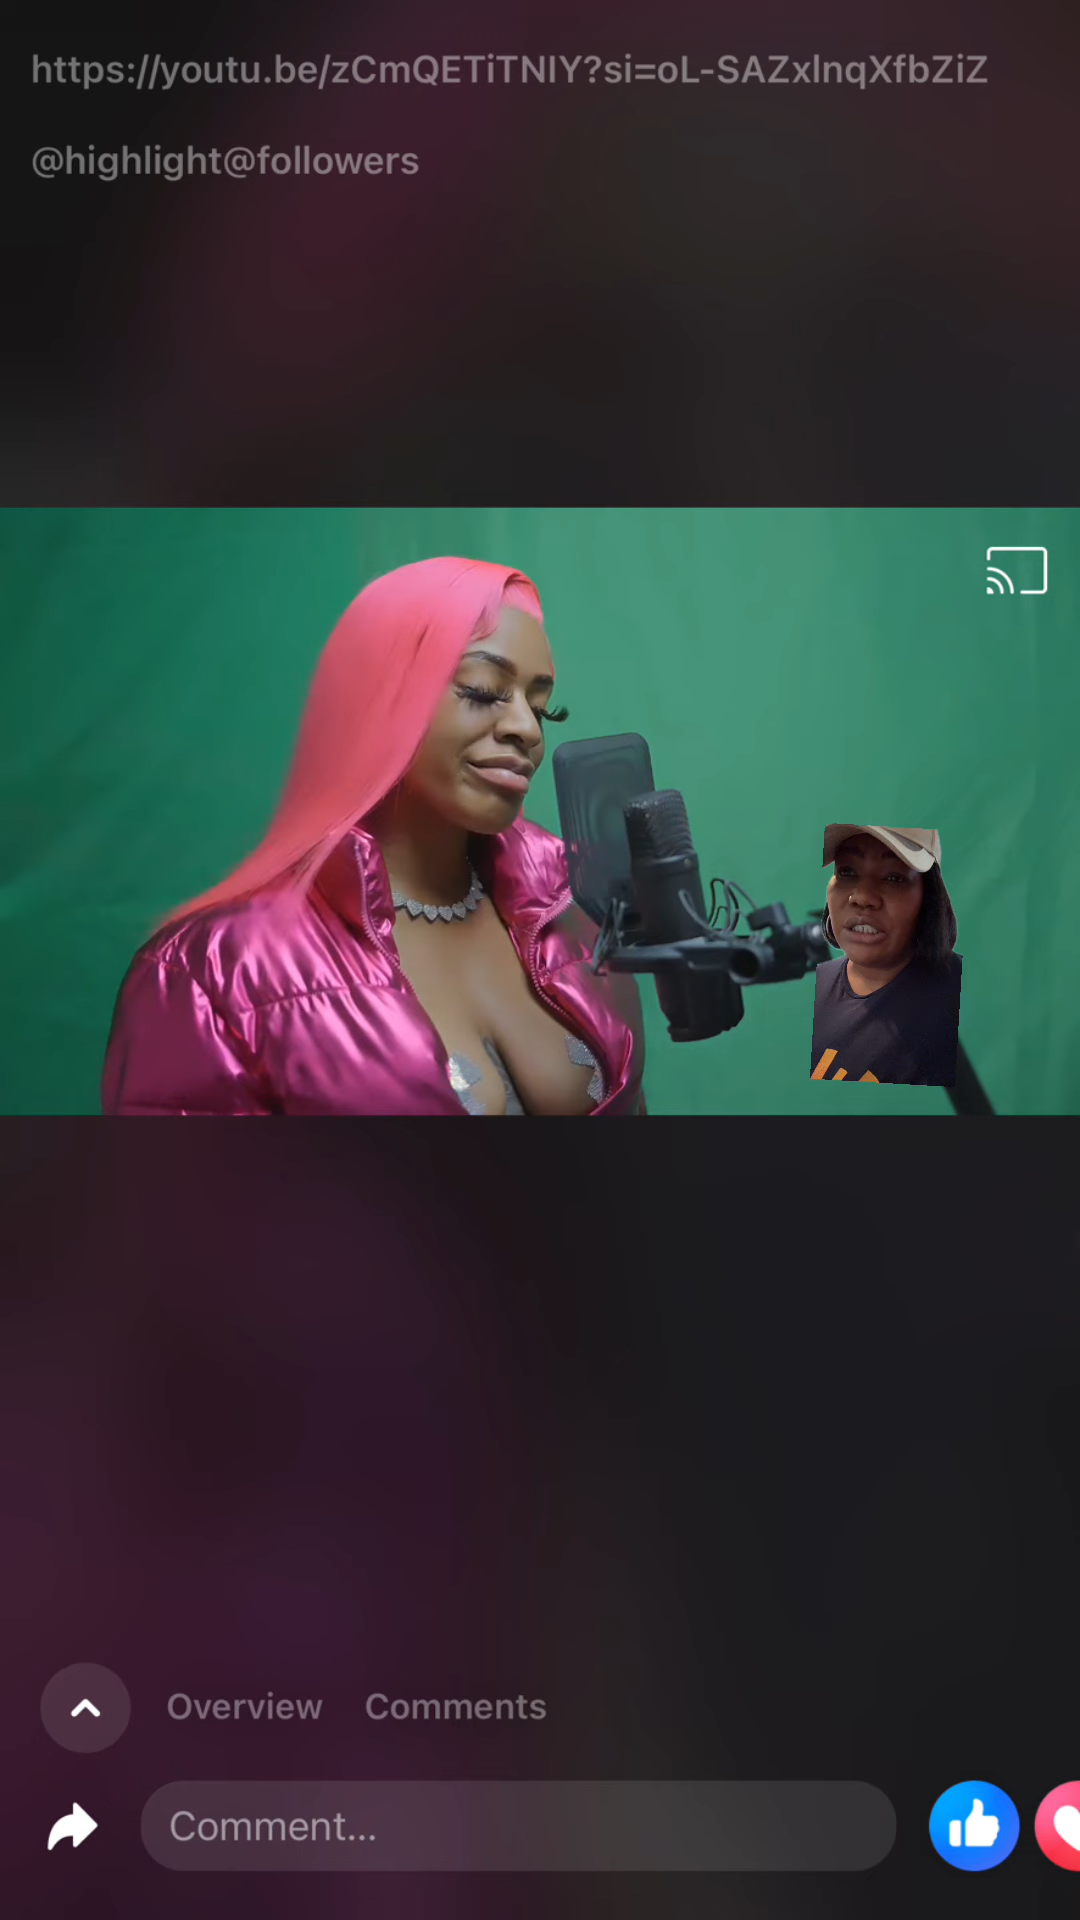 https://youtu.be/zCmQETiTNIY?si=oL-SAZxlnqXfbZiZ
@highlight@followers
Overview Comments
Comment...